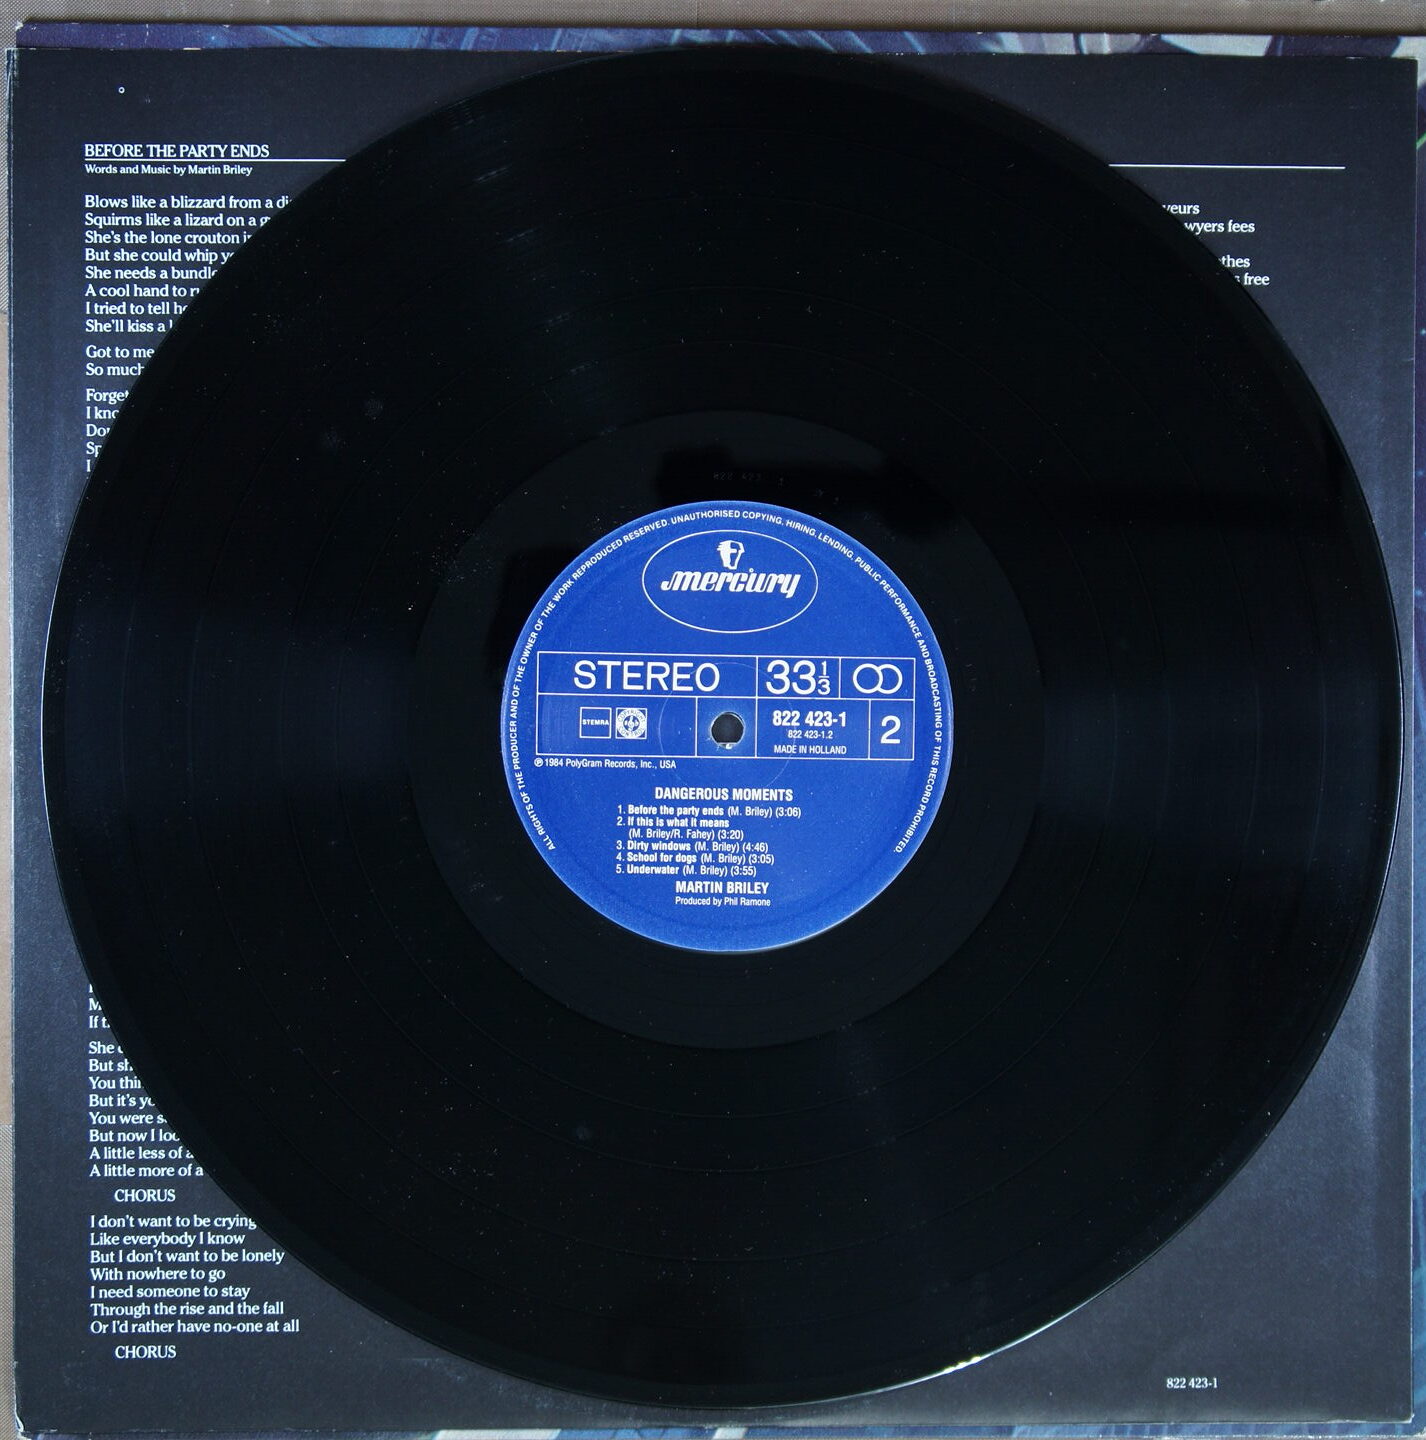 BEFORE THE PARTY ENDS
Words and Music by Martin Briley
Blows like a blizzard from a
Squirms like a lizard on a
She's the lone crouton
But she could whip
She needs a bundle
A cool hand to
I tried to tell
She'll kiss a
Got to me
So much
Forget
I
I
If
She
But
You
But it's
You were
But now I
A little less of a
A little more of a
CHORUS
I don't want to be crying
Like everybody I know
But I don't want to be lonely
With nowhere to go
I need someone to stay
Through the rise and the fall
Or I'd rather have no-one at all
CHORUS
wyers fees
free
822 423 1
ALL RIGHTS OF THE PRODUCER AND OF THE OWNER OF THE WORK REPRODUCED RESERVED. UNAUTHORISED COPYING, HIRING, LENDING, PUBLIC PERFORMANCE AND BROADCASTING OF THIS RECORD PROHIBITED.
mercury
STEREO 33 1/3
STEMRA
822 423-1
822 423-1.2
MADE IN HOLLAND
2
℗ 1984 PolyGram Records, Inc., USA
DANGEROUS MOMENTS
1. Before the party ends (M. Briley) (3:06)
2. If this is what it means
(M. Briley/R. Fahey) (3:20)
3. Dirty windows (M. Briley) (4:46)
4. School for dogs (M. Briley) (3:05)
5. Underwater (M. Briley) (3:55)
MARTIN BRILEY
Produced by Phil Ramone
822 423-1